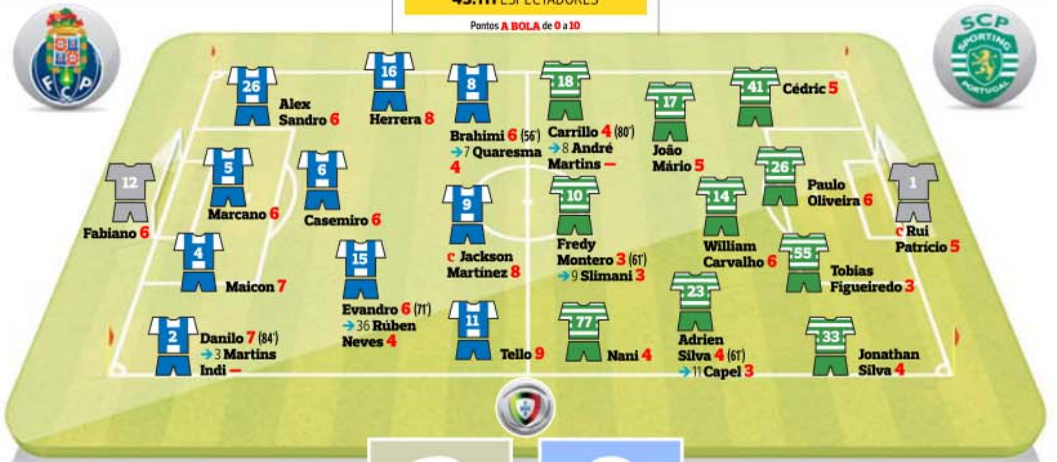 ESPECTADORES
Pontos A BOLA de 0 a 10
FCP
SCP
SPORTING
PORTUGAL
26
Alex
Sandro 6
16
Herrera 8
8
Brahimi 6 (56')
→7 Quaresma
4
18
Carrillo 4 (80')
→8 André
Martins —
17
João
Mário 5
41
Cédric 5
12
Fabiano 6
5
Marcano 6
6
Casemiro 6
9
C Jackson
Martínez 8
10
Fredy
Montero 3 (61')
→9 Slimani 3
14
William
Carvalho 6
26
Paulo
Oliveira 6
1
C Rui
Patrício 5
4
Maicon 7
15
Evandro 6 (71')
→36 Rúben
Neves 4
55
Tobias
Figueiredo 3
2
Danilo 7 (84')
→3 Martins
Indi —
11
Tello 9
77
Nani 4
23
Adrien
Silva 4 (61')
→11 Capel 3
33
Jonathan
Silva 4